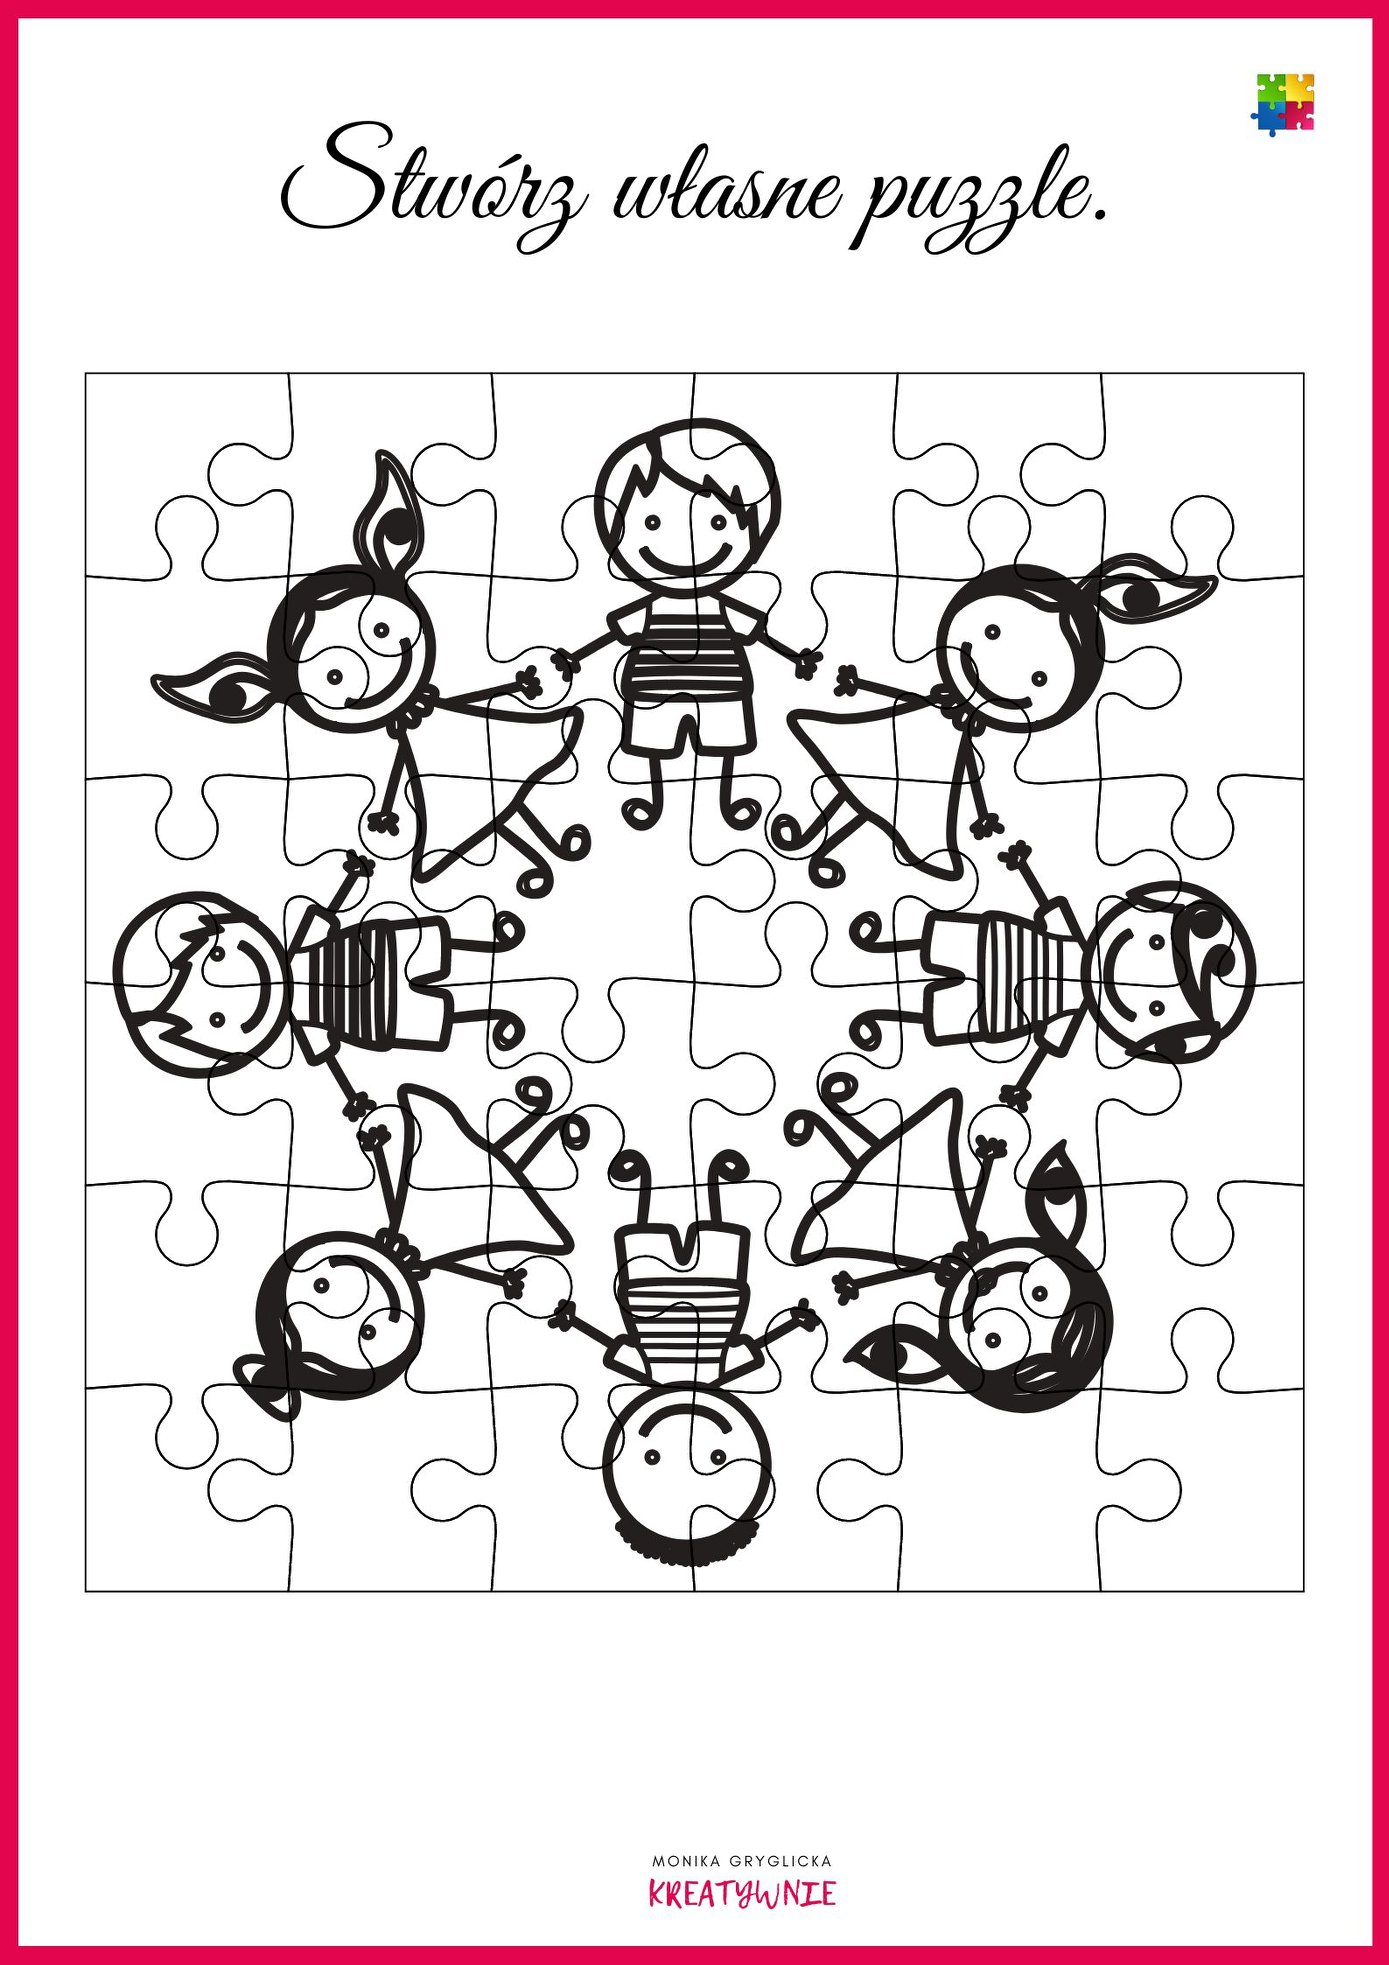 Stwórz własne puzzle.
MONIKA GRYGLICKA
KREATYWNIE